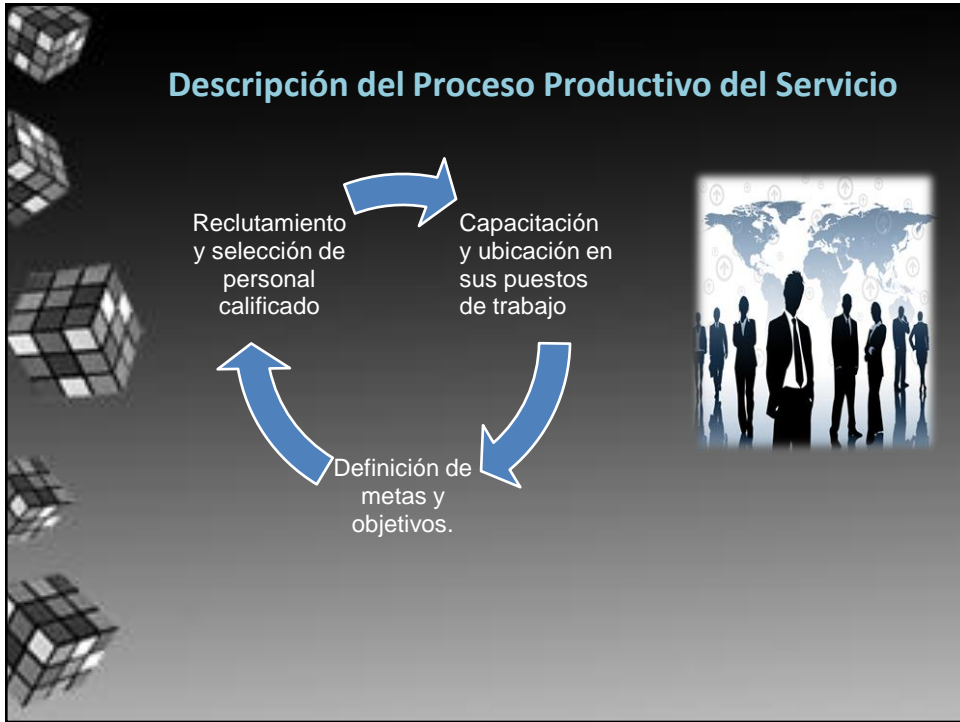 Descripción del Proceso Productivo del Servicio
Reclutamiento
y selección de
personal
calificado
Capacitación
y ubicación en
sus puestos
de trabajo
Definición de
metas y
objetivos.